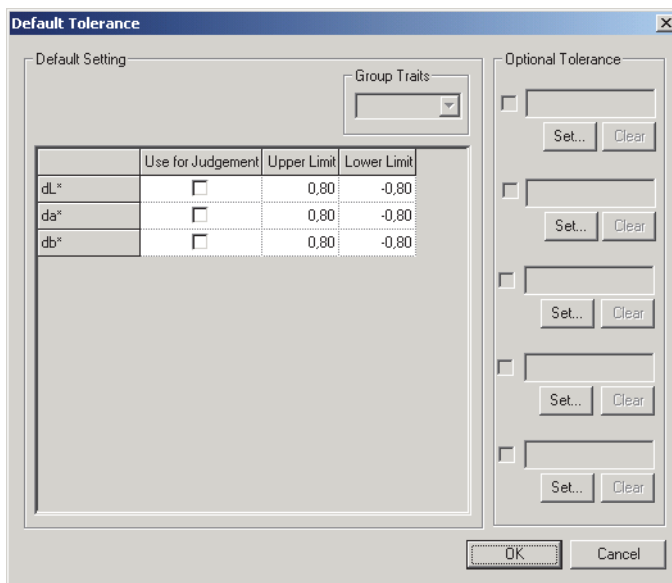 Default Tolerance
Default Setting
Group Traits
Use for Judgement Upper Limit Lower Limit
dL* 0,80 -0,80
da* 0,80 -0,80
db* 0,80 -0,80
Optional Tolerance
Set... Clear
Set... Clear
Set... Clear
Set... Clear
Set... Clear
OK Cancel